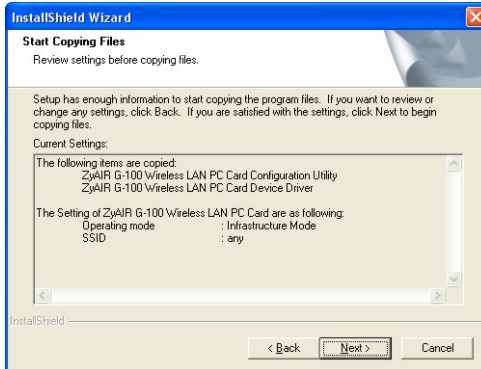 InstallShield Wizard
Start Copying Files
Review settings before copying files.
Setup has enough information to start copying the program files. If you want to review or
change any settings, click Back. If you are satisfied with the settings, click Next to begin
copying files.
Current Settings:
The following items are copied:
ZyAIR G-100 Wireless LAN PC Card Configuration Utility
ZyAIR G-100 Wireless LAN PC Card Device Driver
The Setting of ZyAIR G-100 Wireless LAN PC Card are as following:
Operating mode : Infrastructure Mode
SSID : any
InstallShield
< Back Next > Cancel